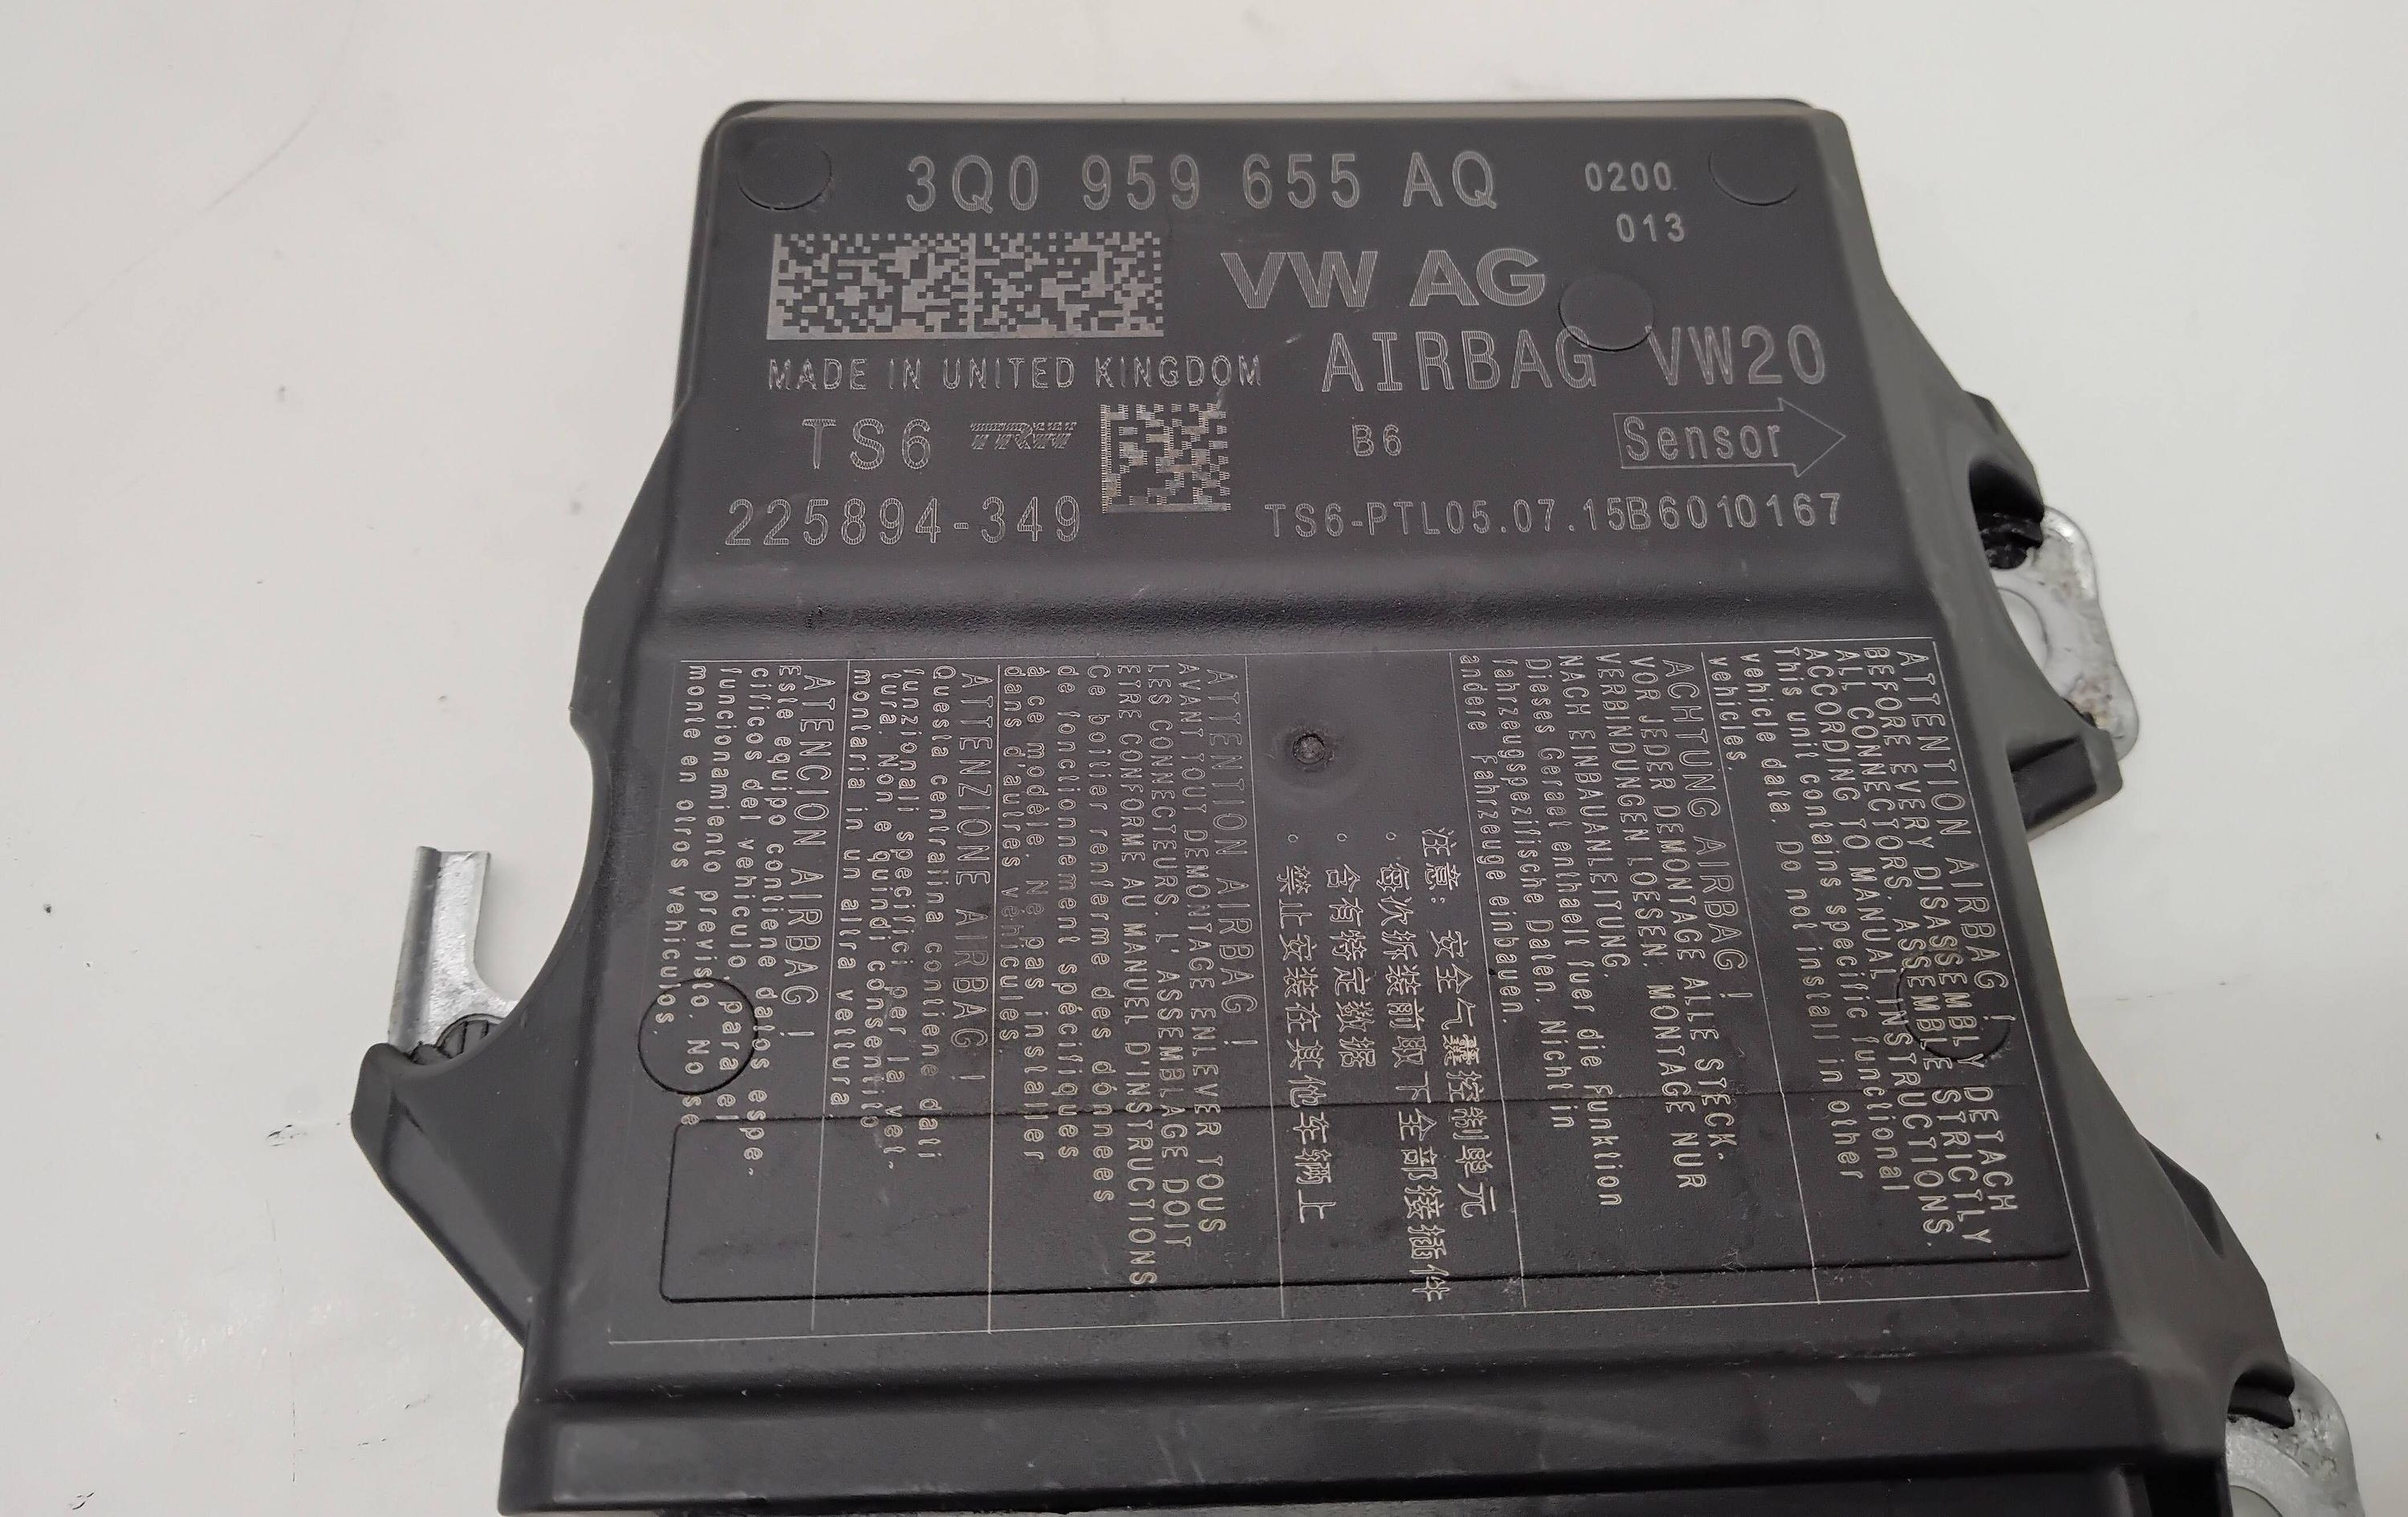 3Q0 959 655 AQ
0200
013
VW AG
AIRBAG VW20
MADE IN UNITED KINGDOM
TS6 TRW
B6
Sensor
225894-349
TS6-PTL05.07.15B6010167
ATTENTION AIRBAG !
BEFORE EVERY DISASSEMBLY DETACH
ALL CONNECTORS. ASSEMBLE STRICTLY
ACCORDING TO MANUAL INSTRUCTIONS.
This unit contains specific functional
vehicle data. Do not install in other
vehicles.
ACHTUNG AIRBAG !
VOR JEDER DEMONTAGE ALLE STECK-
VERBINDUNGEN LOESEN. MONTAGE NUR
NACH EINBAUANLEITUNG.
Dieses Geraet enthaelt fuer die Funktion
fahrzeugspezifische Daten. Nicht in
andere Fahrzeuge einbauen.
注意: 安全气囊控制单元
。每次拆装前取下全部接插件
。含有特定数据
。禁止安装在其他车辆上
ATTENTION AIRBAG !
AVANT TOUT DEMONTAGE ENLEVER TOUS
LES CONNECTEURS. L'ASSEMBLAGE DOIT
ETRE CONFORME AU MANUEL D'INSTRUCTIONS.
Ce boîtier renferme des données
de fonctionnement spécifiques
à ce modèle. Ne pas installer
dans d'autres véhicules
ATTENZIONE AIRBAG !
Questa centralina contiene dati
funzionali specifici per la vet-
tura. Non e quindi consentito
montarla in un altra vettura.
ATENCION AIRBAG !
Este equipo contiene datos espe-
cificos del vehiculo para el
funcionamiento previsto. No se
monte en otros vehiculos.